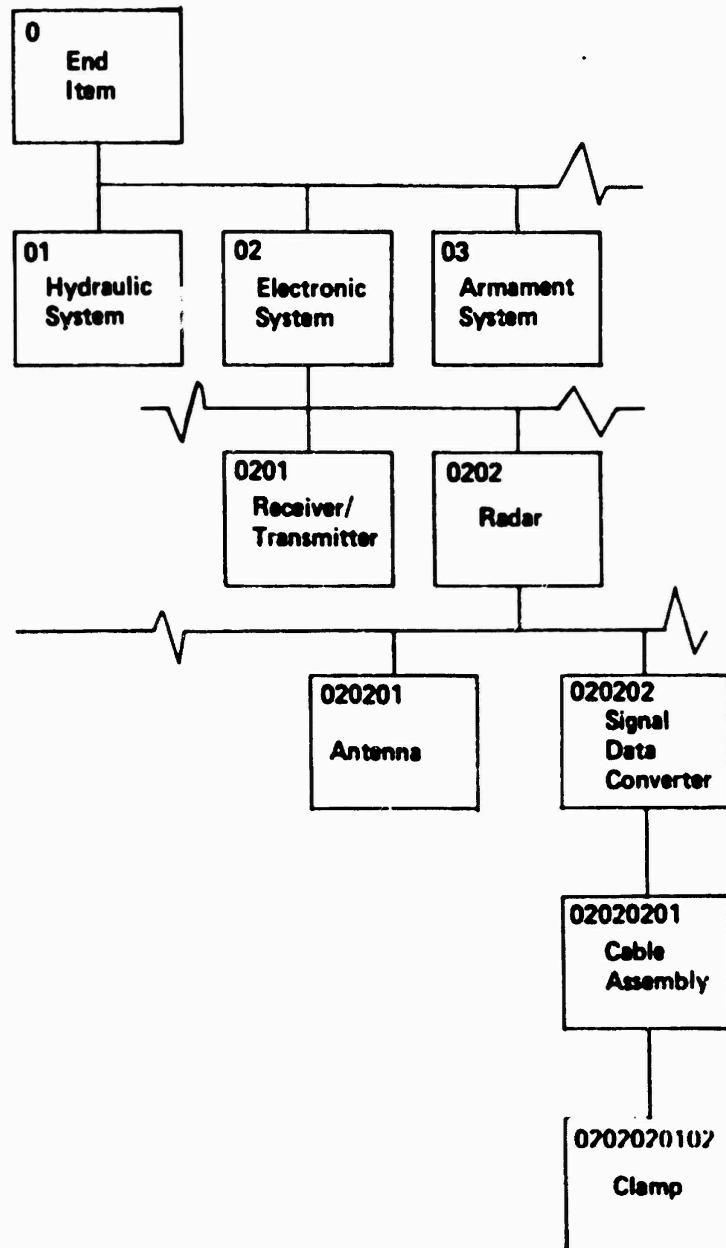 0
End
Item
01
Hydraulic
System
02
Electronic
System
03
Armament
System
0201
Receiver/
Transmitter
0202
Radar
020201
Antenna
020202
Signal
Data
Converter
02020201
Cable
Assembly
0202020102
Clamp